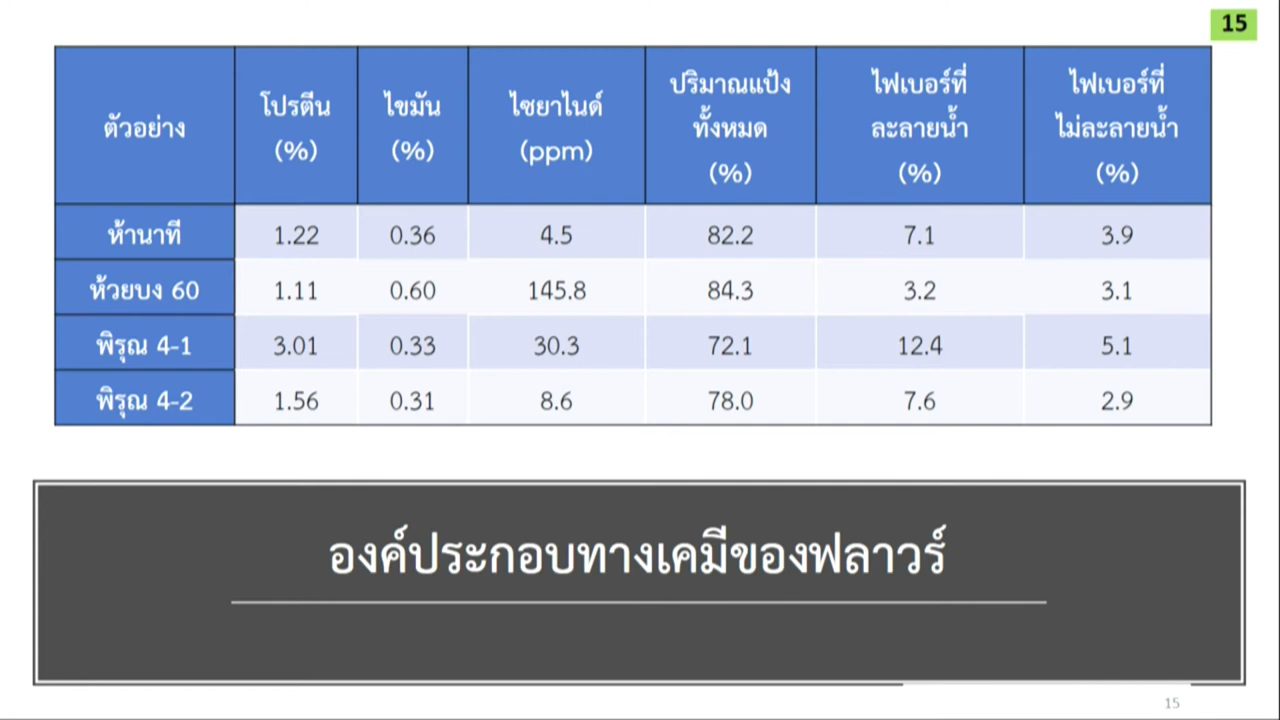 15
ตัวอย่าง โปรตีน (%) ไขมัน (%) ไซยาไนด์ (ppm) ปริมาณแป้งทั้งหมด (%) ไฟเบอร์ที่ละลายน้ำ (%) ไฟเบอร์ที่ไม่ละลายน้ำ (%)
ห้านาที 1.22 0.36 4.5 82.2 7.1 3.9
ห้วยบง 60 1.11 0.60 145.8 84.3 3.2 3.1
พิรุณ 4-1 3.01 0.33 30.3 72.1 12.4 5.1
พิรุณ 4-2 1.56 0.31 8.6 78.0 7.6 2.9
องค์ประกอบทางเคมีของฟลาวร์
15